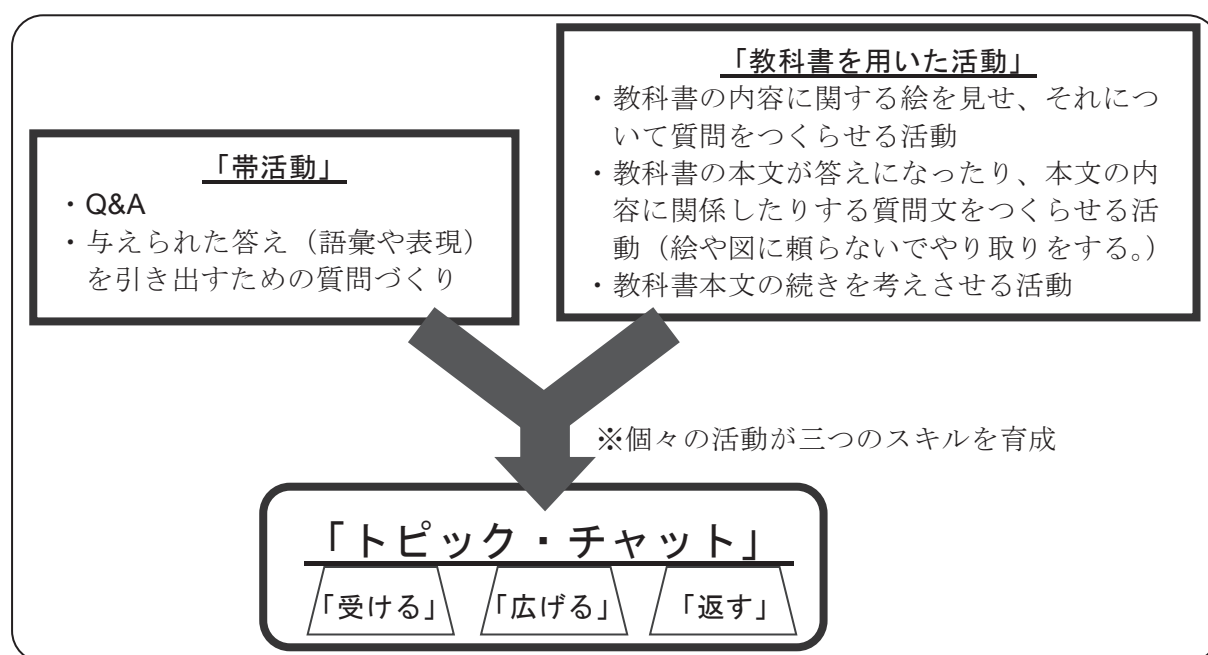 「帯活動」
・Q&A
・与えられた答え（語彙や表現）
を引き出すための質問づくり
「教科書を用いた活動」
・教科書の内容に関する絵を見せ、それにつ
いて質問をつくらせる活動
・教科書の本文が答えになったり、本文の内
容に関係したりする質問文をつくらせる活
動（絵や図に頼らないでやり取りをする。）
・教科書本文の続きを考えさせる活動
※個々の活動が三つのスキルを育成
「トピック・チャット」
「受ける」
「広げる」
「返す」